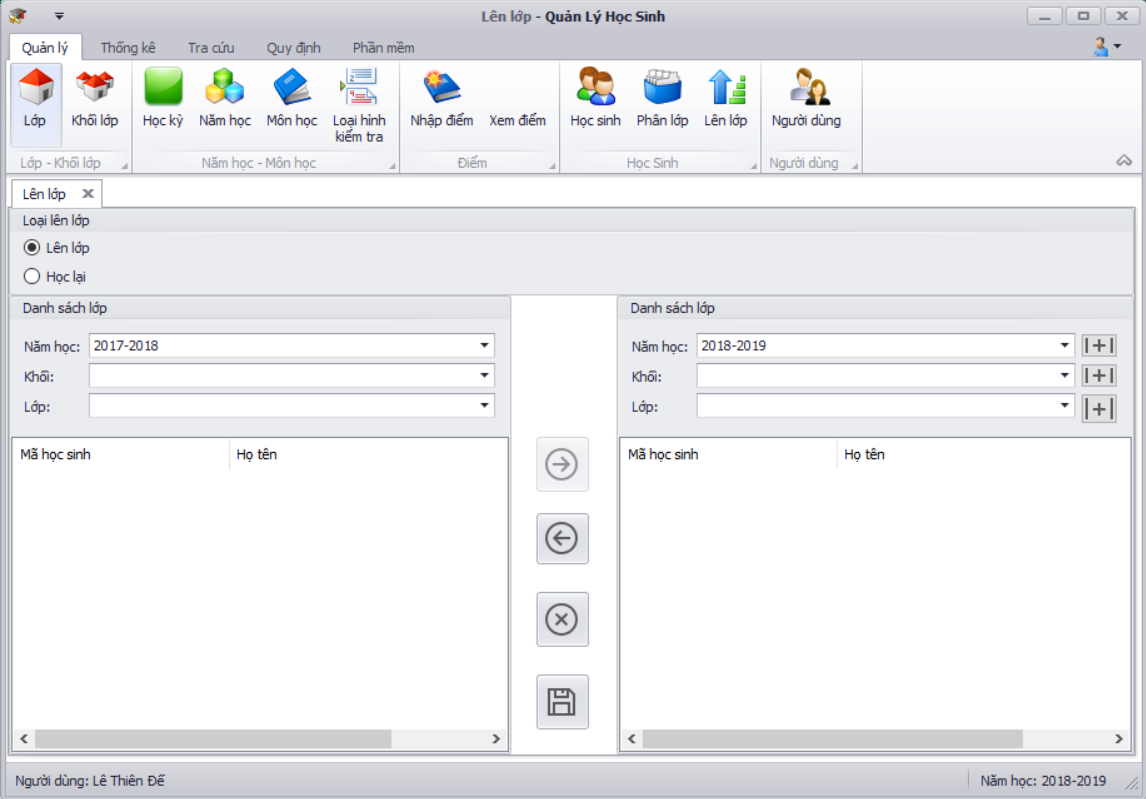 Lên lớp - Quản Lý Học Sinh
Quản lý Thống kê Tra cứu Quy định Phần mềm
Lớp Khối lớp Học kỳ Năm học Môn học Loại hình kiểm tra Nhập điểm Xem điểm Học sinh Phân lớp Lên lớp Người dùng
Lớp - Khối lớp Năm học - Môn học Điểm Học Sinh Người dùng
Lên lớp
Loại lên lớp
Lên lớp
Học lại
Danh sách lớp Danh sách lớp
Năm học: 2017-2018 Năm học: 2018-2019
Khối: Khối:
Lớp: Lớp:
Mã học sinh Họ tên Mã học sinh Họ tên
Người dùng: Lê Thiên Đế Năm học: 2018-2019